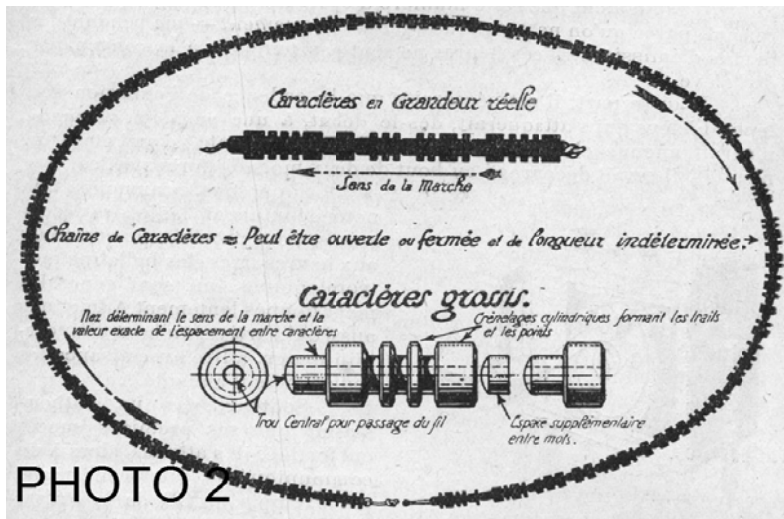 Caractères en Grandeur réelle
Sens de la Marche
Chaîne de Caractères = Peut être ouverte ou fermée et de longueur indéterminée.
Caractères grossis.
Nez déterminant le sens de la marche et la
valeur exacte de l'espacement entre caractères
Crénelages cylindriques formant les traits
et les points
Trou Central pour passage du fil
Espace supplémentaire
entre mots.
PHOTO 2